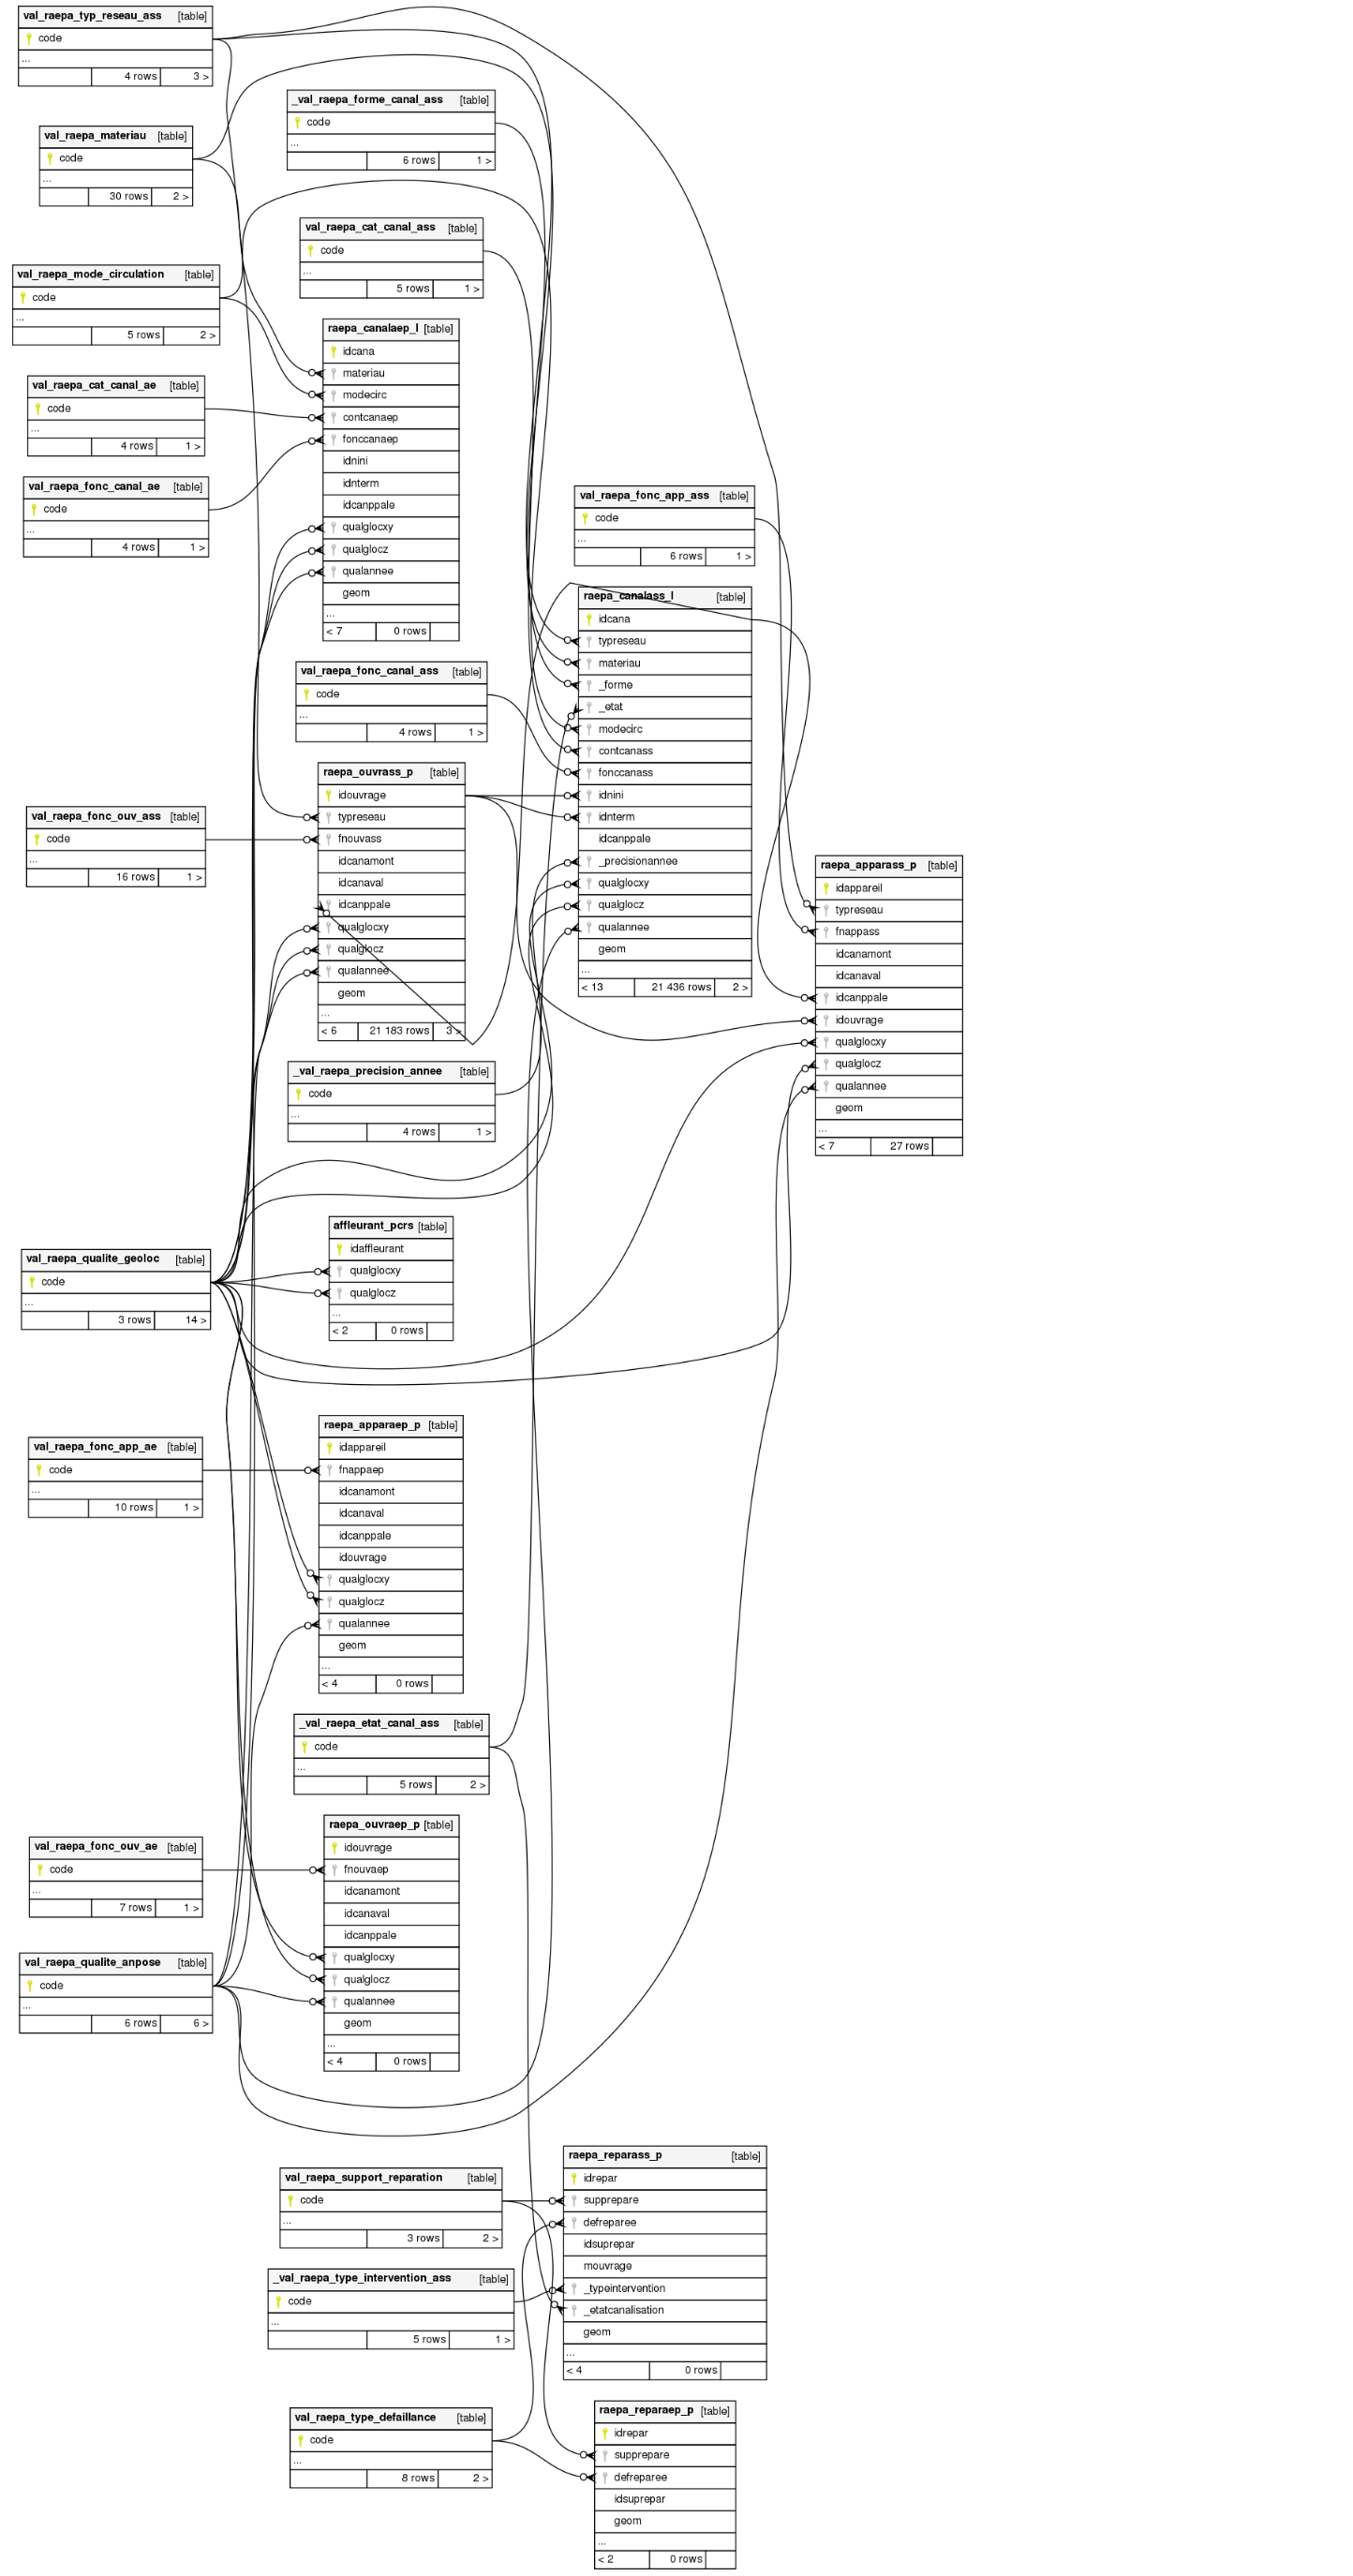 val_raepa_typ_reseau_ass [table]
code
...
4 rows 3 >
_val_raepa_forme_canal_ass [table]
code
...
6 rows 1 >
val_raepa_materiau [table]
code
...
30 rows 2 >
val_raepa_cat_canal_ass [table]
code
...
5 rows 1 >
val_raepa_mode_circulation [table]
code
...
5 rows 2 >
raepa_canalaep_l [table]
idcana
materiau
modecirc
contcanaep
fonccanaep
idnini
idnterm
idcanppale
qualglocxy
qualglocz
qualannee
geom
...
< 7 0 rows
val_raepa_cat_canal_ae [table]
code
...
4 rows 1 >
val_raepa_fonc_canal_ae [table]
code
...
4 rows 1 >
val_raepa_fonc_app_ass [table]
code
...
6 rows 1 >
raepa_canalass_l [table]
idcana
typreseau
materiau
_forme
_etat
modecirc
contcanass
fonccanass
idnini
idnterm
idcanppale
_precisionannee
qualglocxy
qualglocz
qualannee
geom
...
< 13 21 436 rows 2 >
val_raepa_fonc_canal_ass [table]
code
...
4 rows 1 >
raepa_ouvrass_p [table]
idouvrage
typreseau
fnouvass
idcanamont
idcanaval
idcanppale
qualglocxy
qualglocz
qualannee
geom
...
< 6 21 183 rows 3 >
val_raepa_fonc_ouv_ass [table]
code
...
16 rows 1 >
raepa_apparass_p [table]
idappareil
typreseau
fnappass
idcanamont
idcanaval
idcanppale
idouvrage
qualglocxy
qualglocz
qualannee
geom
...
< 7 27 rows
_val_raepa_precision_annee [table]
code
...
4 rows 1 >
affleurant_pcrs [table]
idaffleurant
qualglocxy
qualglocz
...
< 2 0 rows
val_raepa_qualite_geoloc [table]
code
...
3 rows 14 >
raepa_apparaep_p [table]
idappareil
fnappaep
idcanamont
idcanaval
idcanppale
idouvrage
qualglocxy
qualglocz
qualannee
geom
...
< 4 0 rows
val_raepa_fonc_app_ae [table]
code
...
10 rows 1 >
_val_raepa_etat_canal_ass [table]
code
...
5 rows 2 >
raepa_ouvraep_p [table]
idouvrage
fnouvaep
idcanamont
idcanaval
idcanppale
qualglocxy
qualglocz
qualannee
geom
...
< 4 0 rows
val_raepa_fonc_ouv_ae [table]
code
...
7 rows 1 >
val_raepa_qualite_anpose [table]
code
...
6 rows 6 >
raepa_reparass_p [table]
idrepar
supprepare
defreparee
idsuprepar
mouvrage
_typeintervention
_etatcanalisation
geom
...
< 4 0 rows
val_raepa_support_reparation [table]
code
...
3 rows 2 >
_val_raepa_type_intervention_ass [table]
code
...
5 rows 1 >
raepa_reparaep_p [table]
idrepar
supprepare
defreparee
idsuprepar
geom
...
< 2 0 rows
val_raepa_type_defaillance [table]
code
...
8 rows 2 >